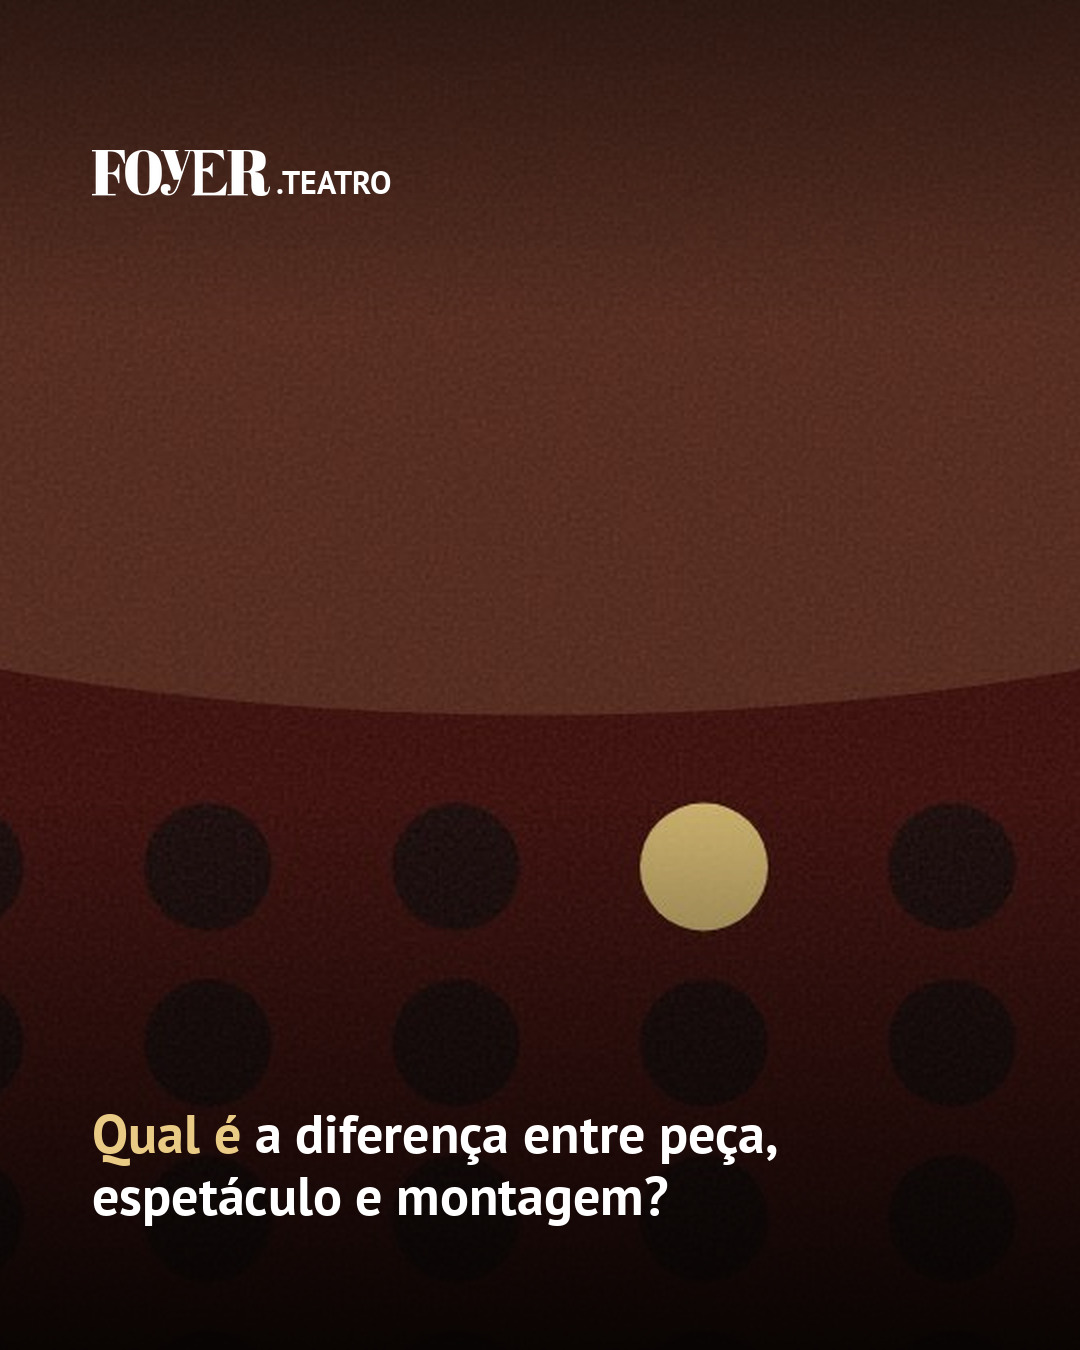 FOYER .TEATRO
Qual é a diferença entre peça,
espetáculo e montagem?